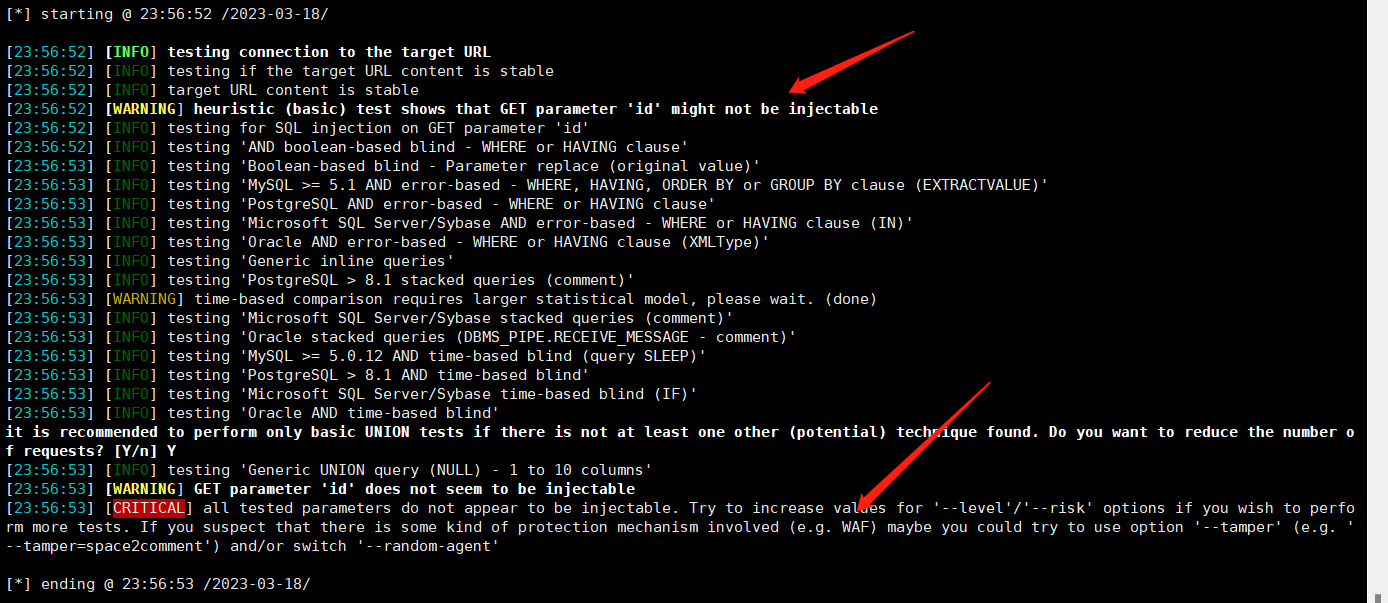 [*] starting @ 23:56:52 /2023-03-18/
[23:56:52] [INFO] testing connection to the target URL
[23:56:52] [INFO] testing if the target URL content is stable
[23:56:52] [INFO] target URL content is stable
[23:56:52] [WARNING] heuristic (basic) test shows that GET parameter 'id' might not be injectable
[23:56:52] [INFO] testing for SQL injection on GET parameter 'id'
[23:56:52] [INFO] testing 'AND boolean-based blind - WHERE or HAVING clause'
[23:56:53] [INFO] testing 'Boolean-based blind - Parameter replace (original value)'
[23:56:53] [INFO] testing 'MySQL >= 5.1 AND error-based - WHERE, HAVING, ORDER BY or GROUP BY clause (EXTRACTVALUE)'
[23:56:53] [INFO] testing 'PostgreSQL AND error-based - WHERE or HAVING clause'
[23:56:53] [INFO] testing 'Microsoft SQL Server/Sybase AND error-based - WHERE or HAVING clause (IN)'
[23:56:53] [INFO] testing 'Oracle AND error-based - WHERE or HAVING clause (XMLType)'
[23:56:53] [INFO] testing 'Generic inline queries'
[23:56:53] [INFO] testing 'PostgreSQL > 8.1 stacked queries (comment)'
[23:56:53] [WARNING] time-based comparison requires larger statistical model, please wait. (done)
[23:56:53] [INFO] testing 'Microsoft SQL Server/Sybase stacked queries (comment)'
[23:56:53] [INFO] testing 'Oracle stacked queries (DBMS_PIPE.RECEIVE_MESSAGE - comment)'
[23:56:53] [INFO] testing 'MySQL >= 5.0.12 AND time-based blind (query SLEEP)'
[23:56:53] [INFO] testing 'PostgreSQL > 8.1 AND time-based blind'
[23:56:53] [INFO] testing 'Microsoft SQL Server/Sybase time-based blind (IF)'
[23:56:53] [INFO] testing 'Oracle AND time-based blind'
it is recommended to perform only basic UNION tests if there is not at least one other (potential) technique found. Do you want to reduce the number o
f requests? [Y/n] Y
[23:56:53] [INFO] testing 'Generic UNION query (NULL) - 1 to 10 columns'
[23:56:53] [WARNING] GET parameter 'id' does not seem to be injectable
[23:56:53] [CRITICAL] all tested parameters do not appear to be injectable. Try to increase values for '--level'/'--risk' options if you wish to perfo
rm more tests. If you suspect that there is some kind of protection mechanism involved (e.g. WAF) maybe you could try to use option '--tamper' (e.g. '
--tamper=space2comment') and/or switch '--random-agent'
[*] ending @ 23:56:53 /2023-03-18/